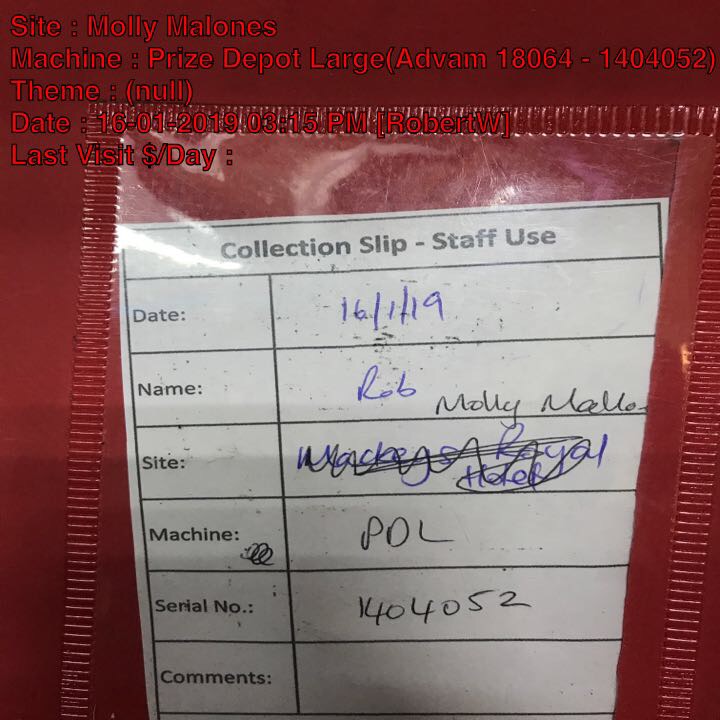 Site : Molly Malones
Machine : Prize Depot Large(Advam 18064 - 1404052)
Theme : (null)
Date : 16-01-2019 03:15 PM [RobertW]
Last Visit $/Day :
Collection Slip - Staff Use
Date: 16/1/19
Name: Rob
Molly Mallo
Site: Mackeys Royal
Hotel
Machine: PDL
Serial No.: 1404052
Comments: